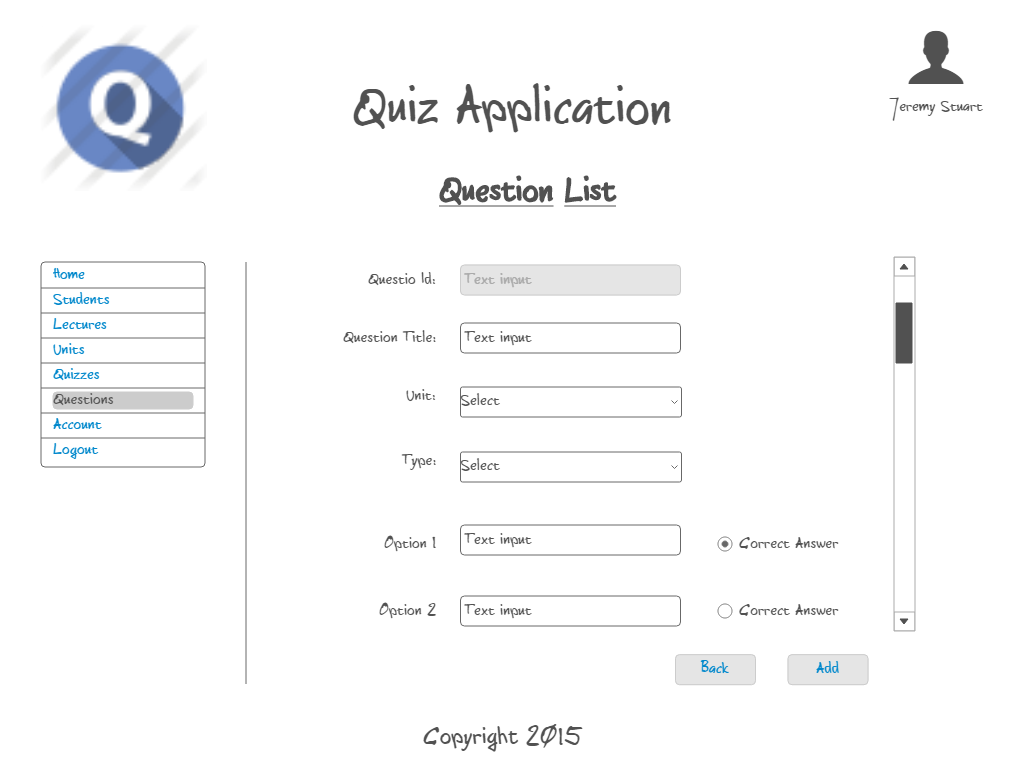 Q
Jeremy Stuart
Quiz Application
Question List
Home
Students
Lectures
Units
Quizzes
Questions
Account
Logout
Questio Id: Text input
Question Title: Text input
Unit: Select
Type: Select
Option 1 Text input Correct Answer
Option 2 Text input Correct Answer
Back Add
Copyright 2015